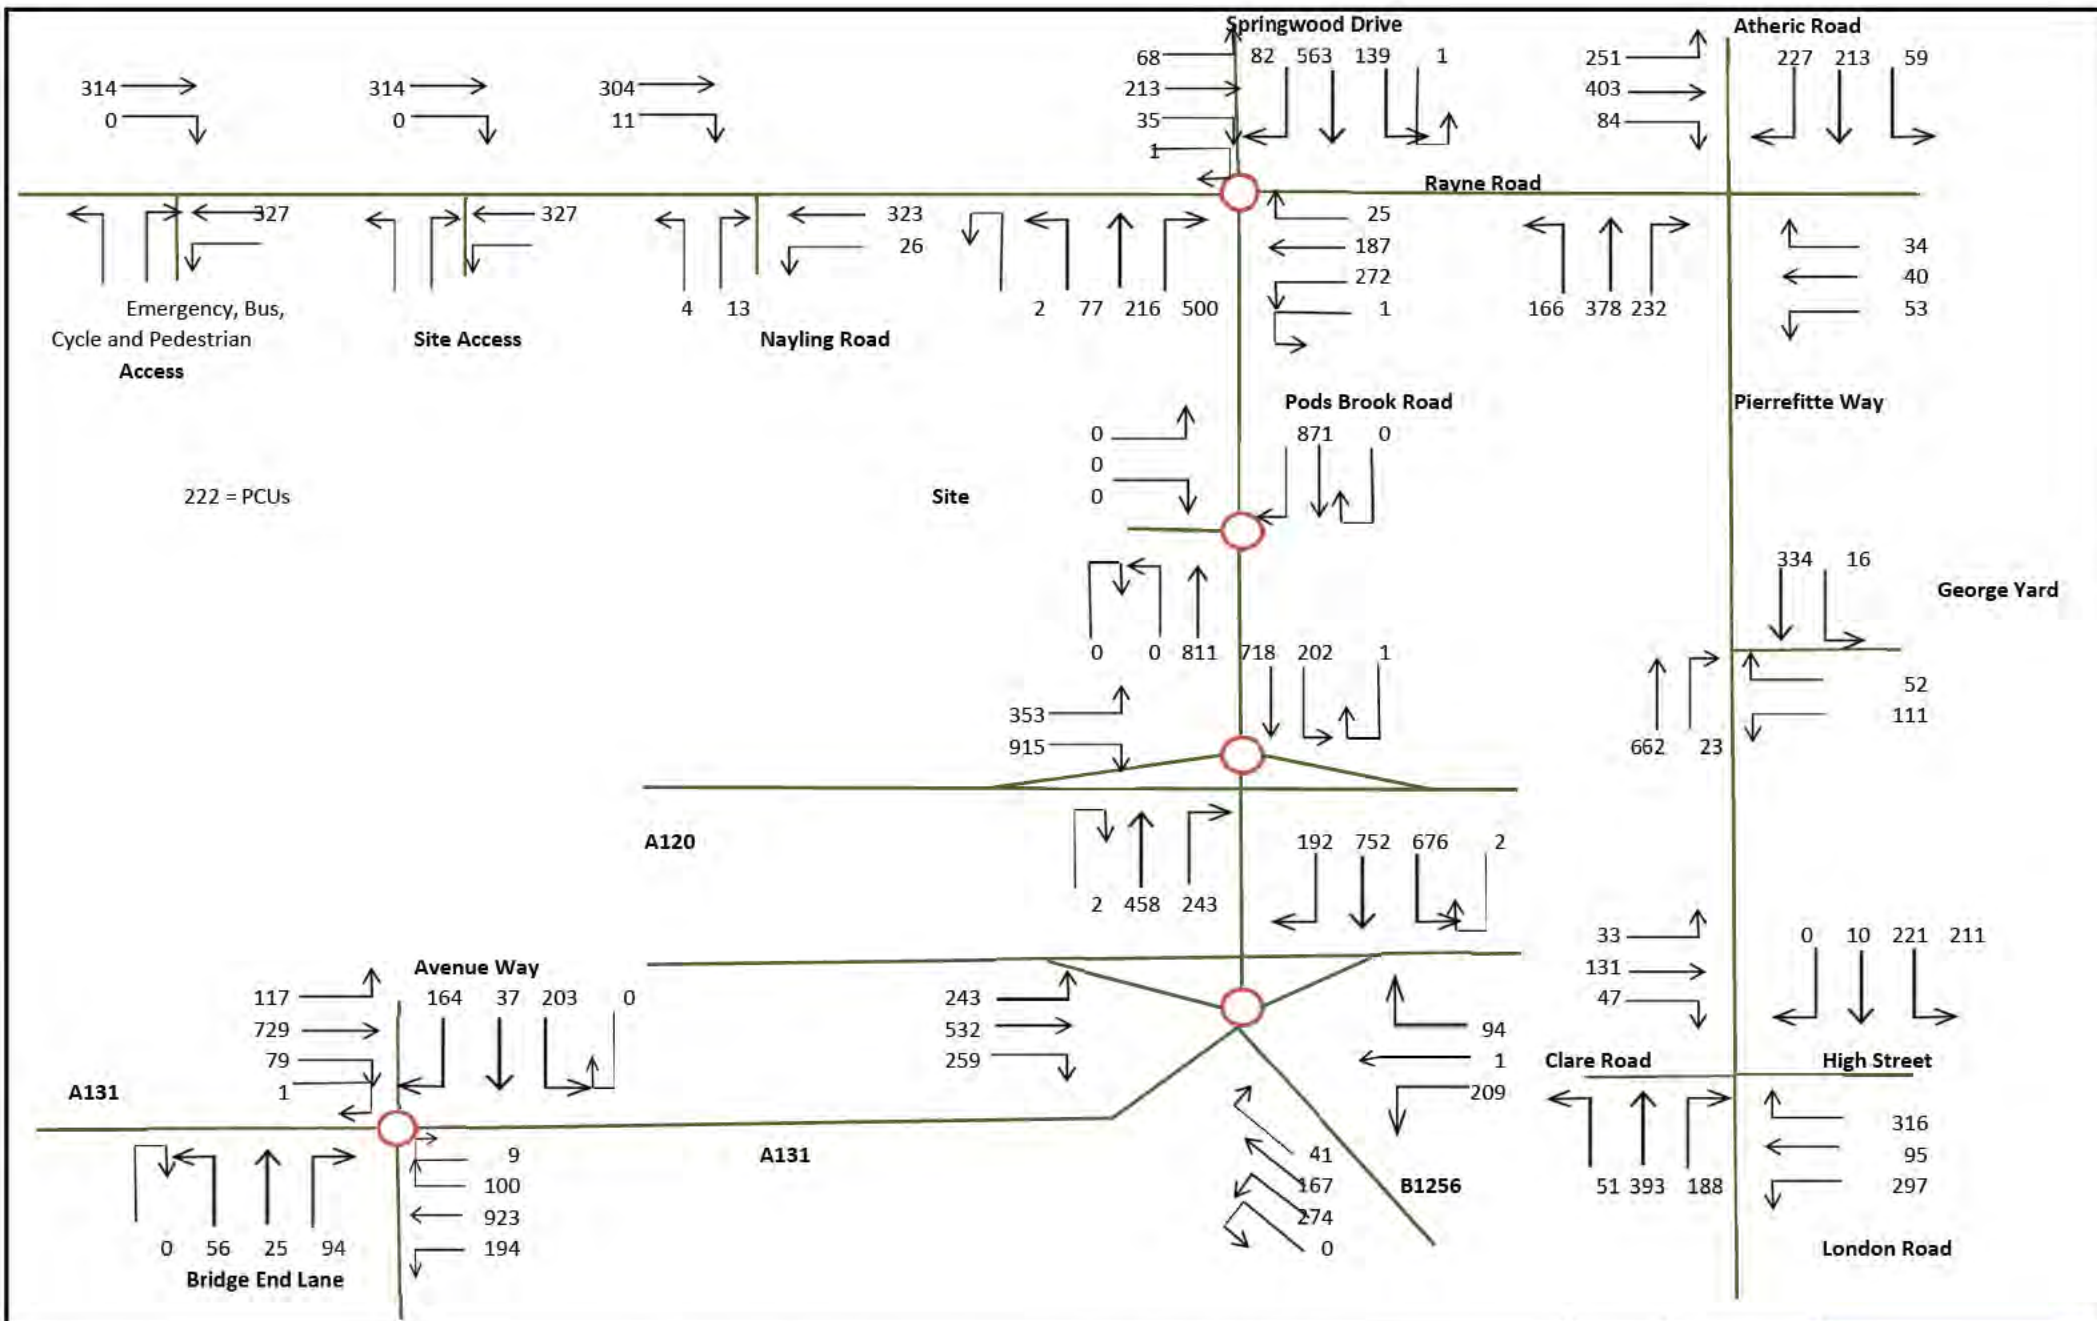 Springwood Drive
Atheric Road
68 82 563 139 1
251 227 213 59
314 314 304 213 403
0 0 11 35 84
1
Rayne Road
327 327 323 25
26 187 34
272 40
4 13 2 77 216 500 1 166 378 232 53
Emergency, Bus,
Cycle and Pedestrian
Access
Site Access
Nayling Road
Pods Brook Road
Pierrefitte Way
0 871 0
0
222 = PCUs
Site
0
334 16
George Yard
0 0 811 718 202 1
52
353 111
915 662 23
A120
192 752 676 2
2 458 243
33 0 10 221 211
Avenue Way
131
117 164 37 203 0 243 47
729 532 94
79 259 1
Clare Road
High Street
1 209
A131
316
9 A131 41 95
100 167 B1256 51 393 188 297
923 274
0 56 25 94 194 0
London Road
Bridge End Lane